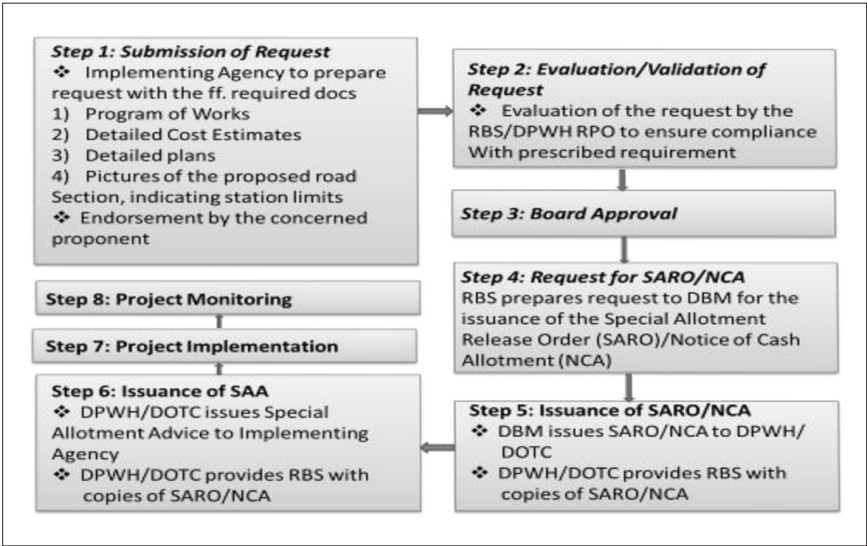 Step 1: Submission of Request
❖ Implementing Agency to prepare
request with the ff. required docs
1) Program of Works
2) Detailed Cost Estimates
3) Detailed plans
4) Pictures of the proposed road
Section, indicating station limits
❖ Endorsement by the concerned
proponent
Step 2: Evaluation/Validation of
Request
❖ Evaluation of the request by the
RBS/DPWH RPO to ensure compliance
With prescribed requirement
Step 3: Board Approval
Step 4: Request for SARO/NCA
RBS prepares request to DBM for the
issuance of the Special Allotment
Release Order (SARO)/Notice of Cash
Allotment (NCA)
Step 5: Issuance of SARO/NCA
❖ DBM issues SARO/NCA to DPWH/
DOTC
❖ DPWH/DOTC provides RBS with
copies of SARO/NCA
Step 6: Issuance of SAA
❖ DPWH/DOTC issues Special
Allotment Advice to Implementing
Agency
❖ DPWH/DOTC provides RBS with
copies of SARO/NCA
Step 7: Project Implementation
Step 8: Project Monitoring